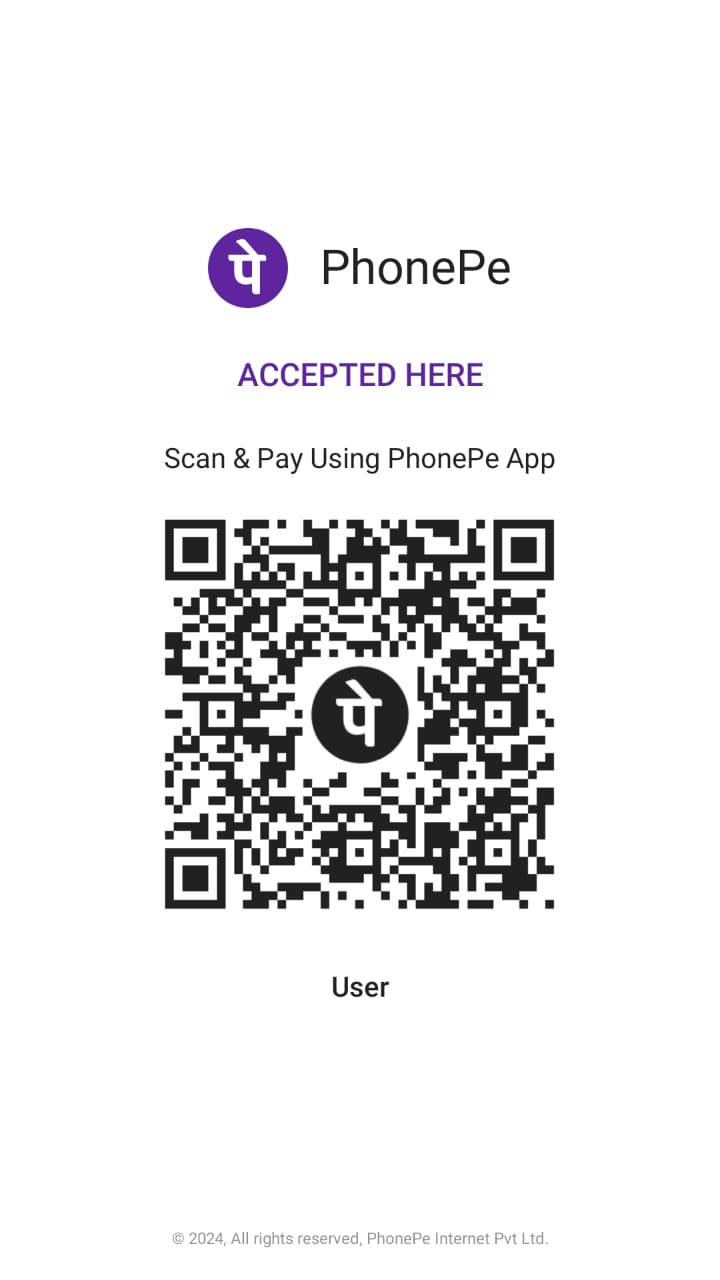 पे PhonePe
ACCEPTED HERE
Scan & Pay Using PhonePe App
पे
User
© 2024, All rights reserved, PhonePe Internet Pvt Ltd.